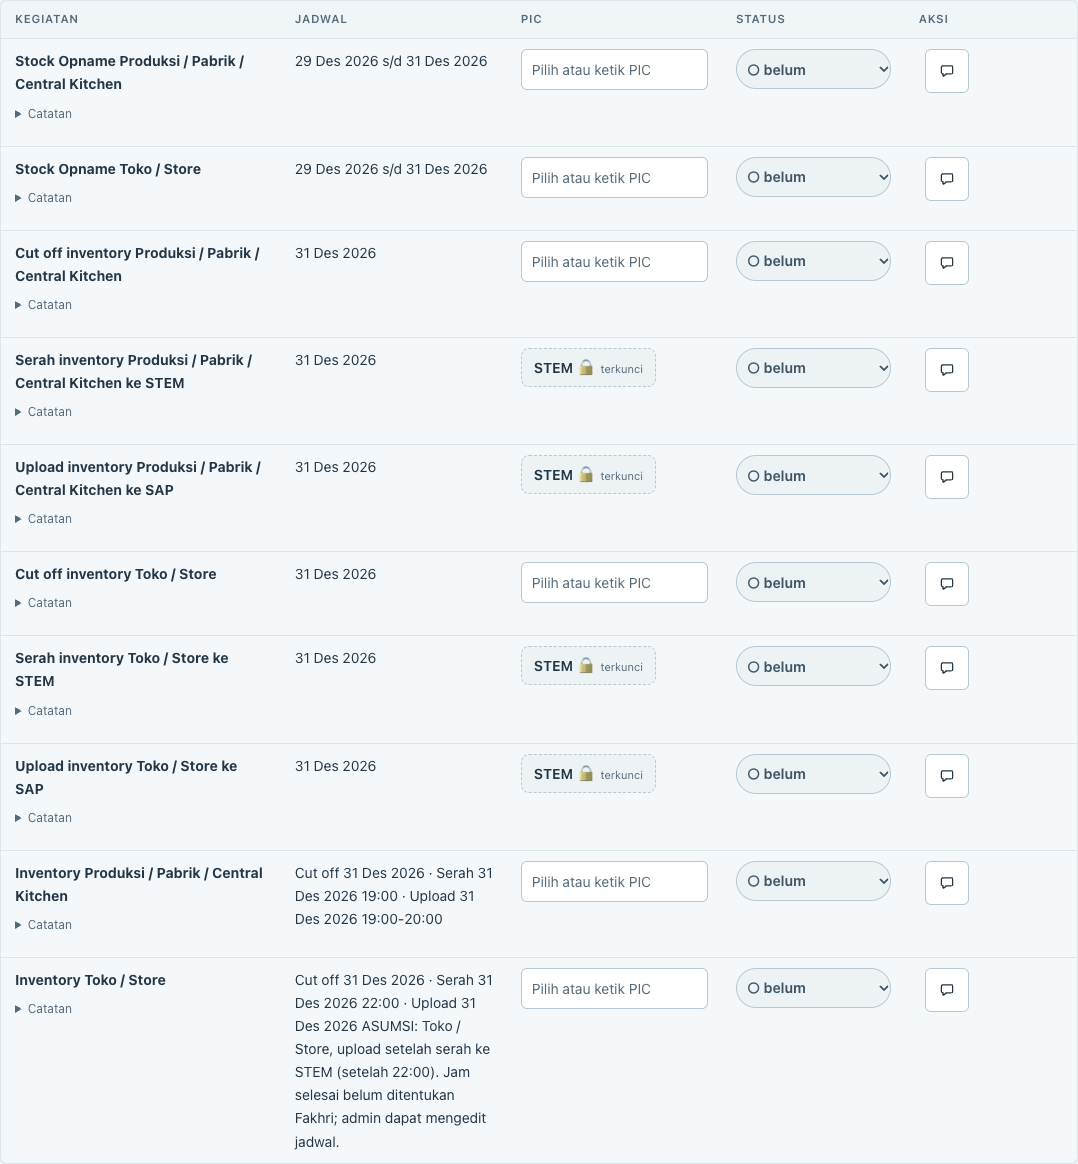 KEGIATAN JADWAL PIC STATUS AKSI
Stock Opname Produksi / Pabrik / 29 Des 2026 s/d 31 Des 2026 Pilih atau ketik PIC O belum
Central Kitchen
▶ Catatan
Stock Opname Toko / Store 29 Des 2026 s/d 31 Des 2026 Pilih atau ketik PIC O belum
▶ Catatan
Cut off inventory Produksi / Pabrik / 31 Des 2026 Pilih atau ketik PIC O belum
Central Kitchen
▶ Catatan
Serah inventory Produksi / Pabrik / 31 Des 2026 STEM 🔒 terkunci O belum
Central Kitchen ke STEM
▶ Catatan
Upload inventory Produksi / Pabrik / 31 Des 2026 STEM 🔒 terkunci O belum
Central Kitchen ke SAP
▶ Catatan
Cut off inventory Toko / Store 31 Des 2026 Pilih atau ketik PIC O belum
▶ Catatan
Serah inventory Toko / Store ke 31 Des 2026 STEM 🔒 terkunci O belum
STEM
▶ Catatan
Upload inventory Toko / Store ke 31 Des 2026 STEM 🔒 terkunci O belum
SAP
▶ Catatan
Inventory Produksi / Pabrik / Central Cut off 31 Des 2026 · Serah 31 Pilih atau ketik PIC O belum
Kitchen Des 2026 19:00 · Upload 31
▶ Catatan Des 2026 19:00-20:00
Inventory Toko / Store Cut off 31 Des 2026 · Serah 31 Pilih atau ketik PIC O belum
▶ Catatan Des 2026 22:00 · Upload 31
Des 2026 ASUMSI: Toko /
Store, upload setelah serah ke
STEM (setelah 22:00). Jam
selesai belum ditentukan
Fakhri; admin dapat mengedit
jadwal.